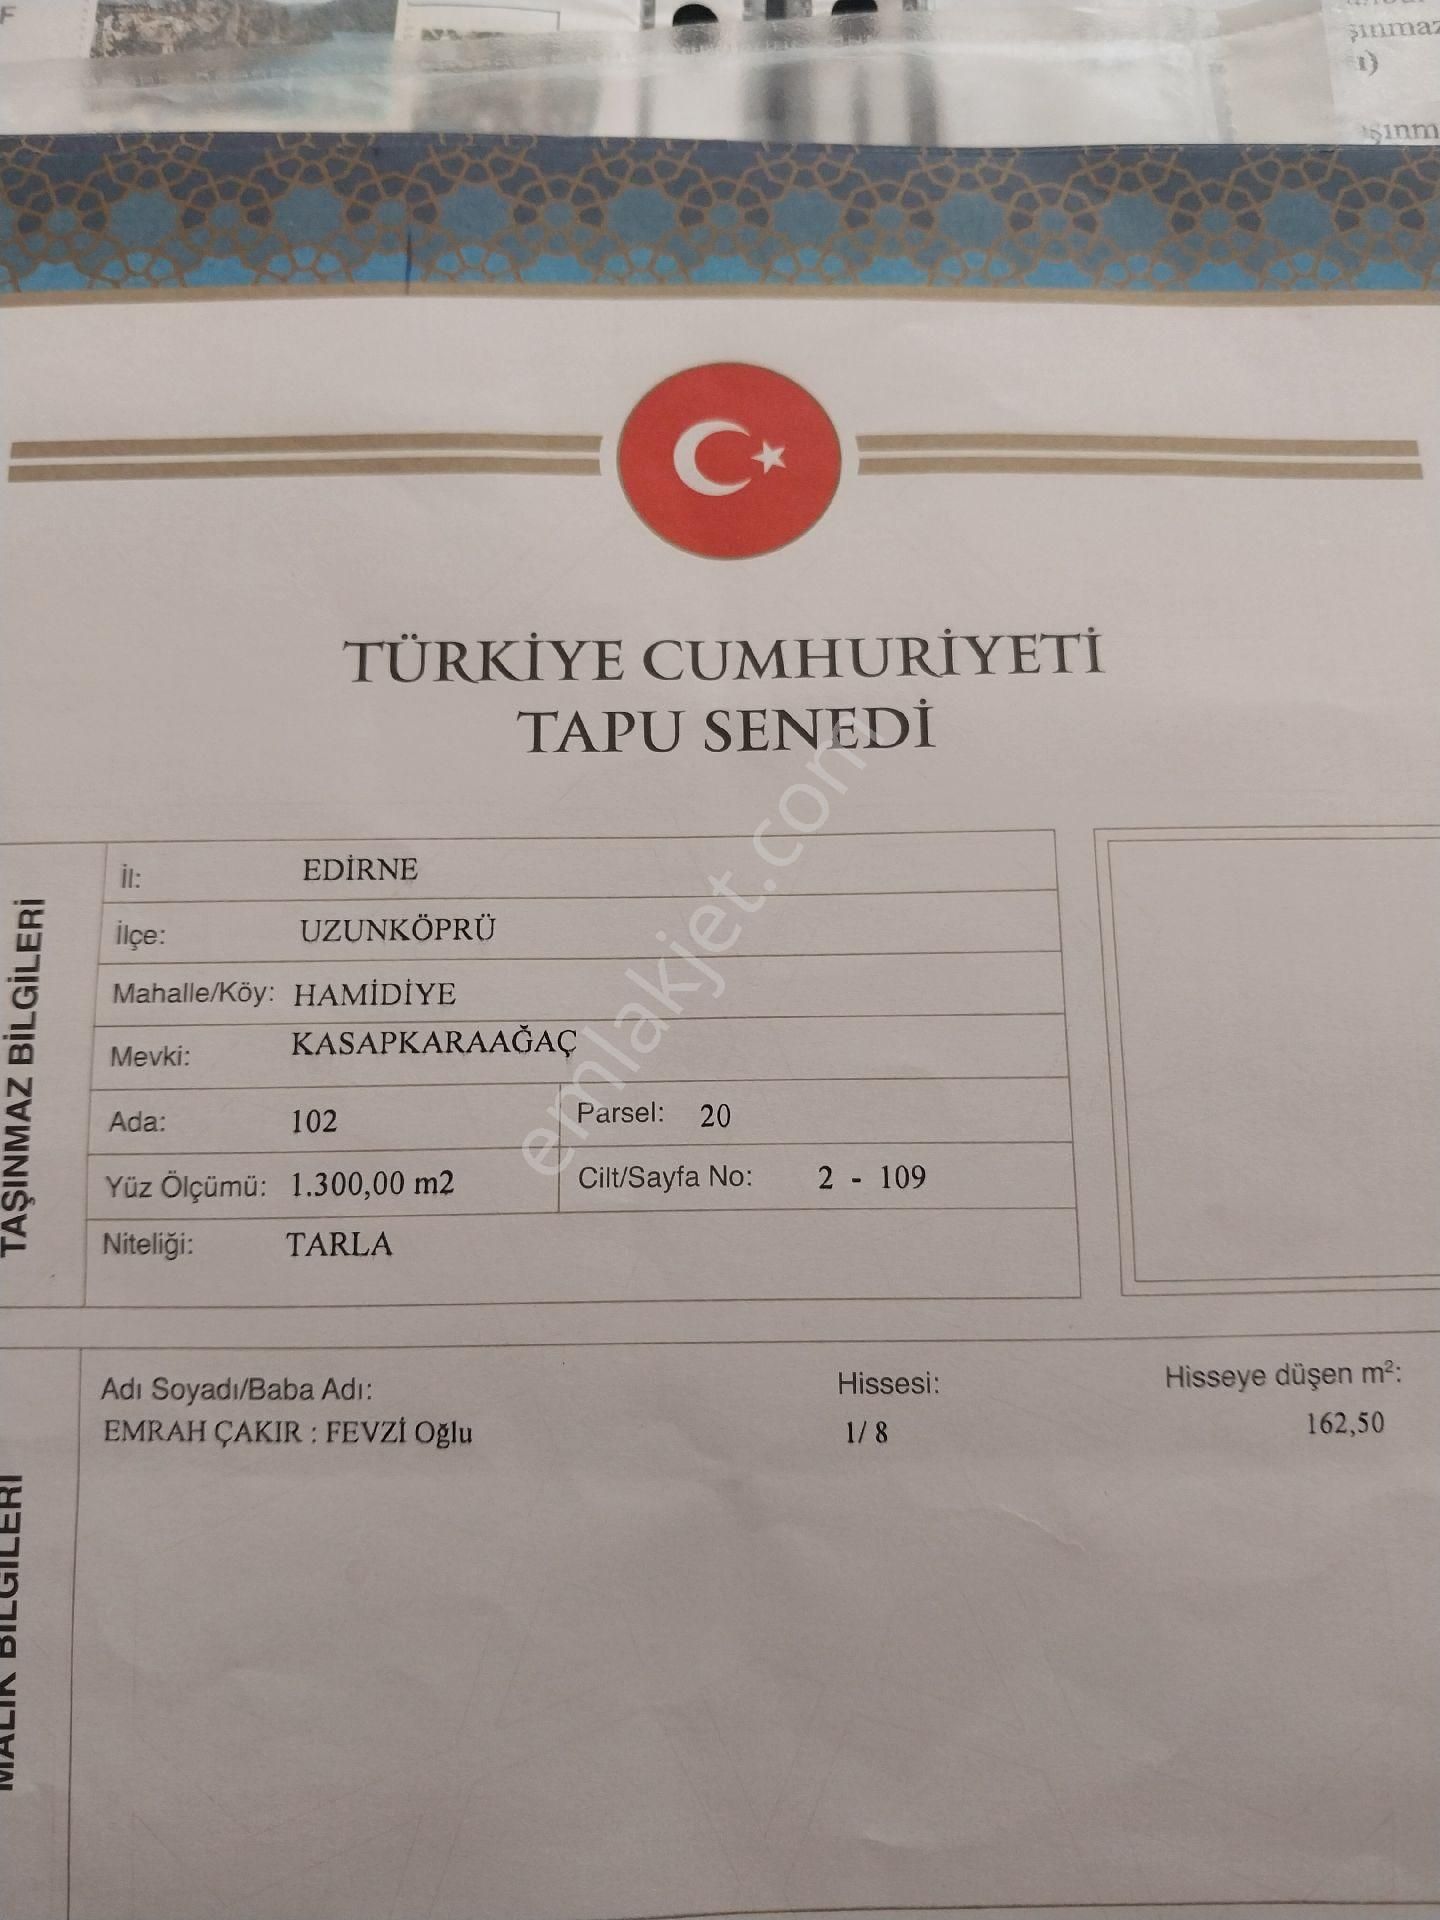 F
şınmaz
ı)
şınm
TÜRKİYE CUMHURİYETİ
TAPU SENEDİ
TAŞINMAZ BİLGİLERİ
İl: EDİRNE
İlçe: UZUNKÖPRÜ
Mahalle/Köy: HAMİDİYE
Mevki: KASAPKARAAĞAÇ
Ada: 102 Parsel: 20
Yüz Ölçümü: 1.300,00 m2 Cilt/Sayfa No: 2 - 109
Niteliği: TARLA
emlakjet.com
MALİK BİLGİLERİ
Adı Soyadı/Baba Adı: Hissesi: Hisseye düşen m²:
EMRAH ÇAKIR : FEVZİ Oğlu 1/ 8 162,50